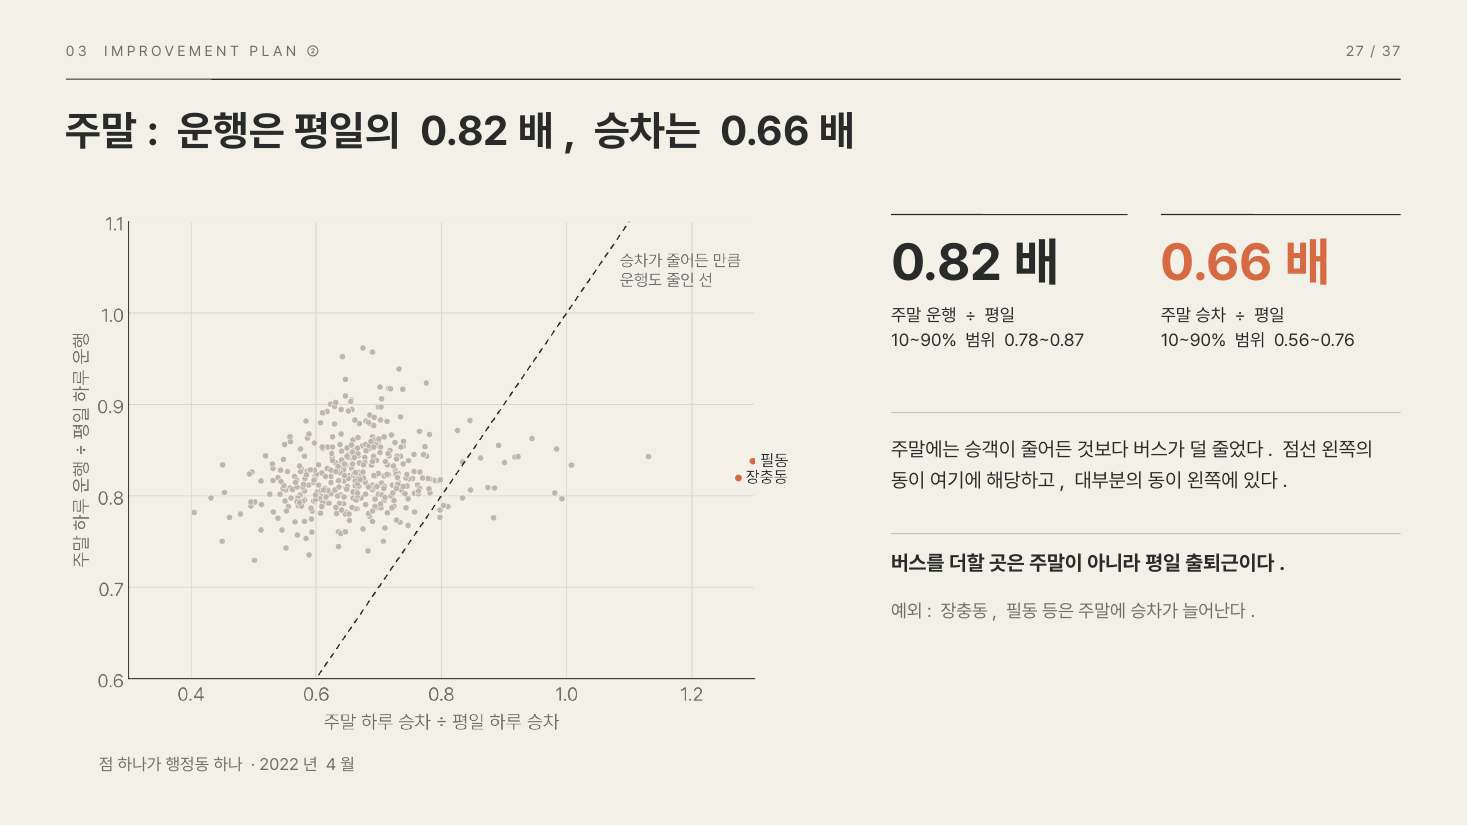 03 IMPROVEMENT PLAN ②
27 / 37
주말 : 운행은 평일의 0.82 배 , 승차는 0.66 배
1.1
1.0
0.9
0.8
0.7
0.6
주말 하루 운행 ÷ 평일 하루 운행
승차가 줄어든 만큼
운행도 줄인 선
필동
장충동
0.4 0.6 0.8 1.0 1.2
주말 하루 승차 ÷ 평일 하루 승차
점 하나가 행정동 하나 · 2022 년 4 월
0.82 배
주말 운행 ÷ 평일
10~90% 범위 0.78~0.87
0.66 배
주말 승차 ÷ 평일
10~90% 범위 0.56~0.76
주말에는 승객이 줄어든 것보다 버스가 덜 줄었다 . 점선 왼쪽의
동이 여기에 해당하고 , 대부분의 동이 왼쪽에 있다 .
버스를 더할 곳은 주말이 아니라 평일 출퇴근이다 .
예외 : 장충동 , 필동 등은 주말에 승차가 늘어난다 .